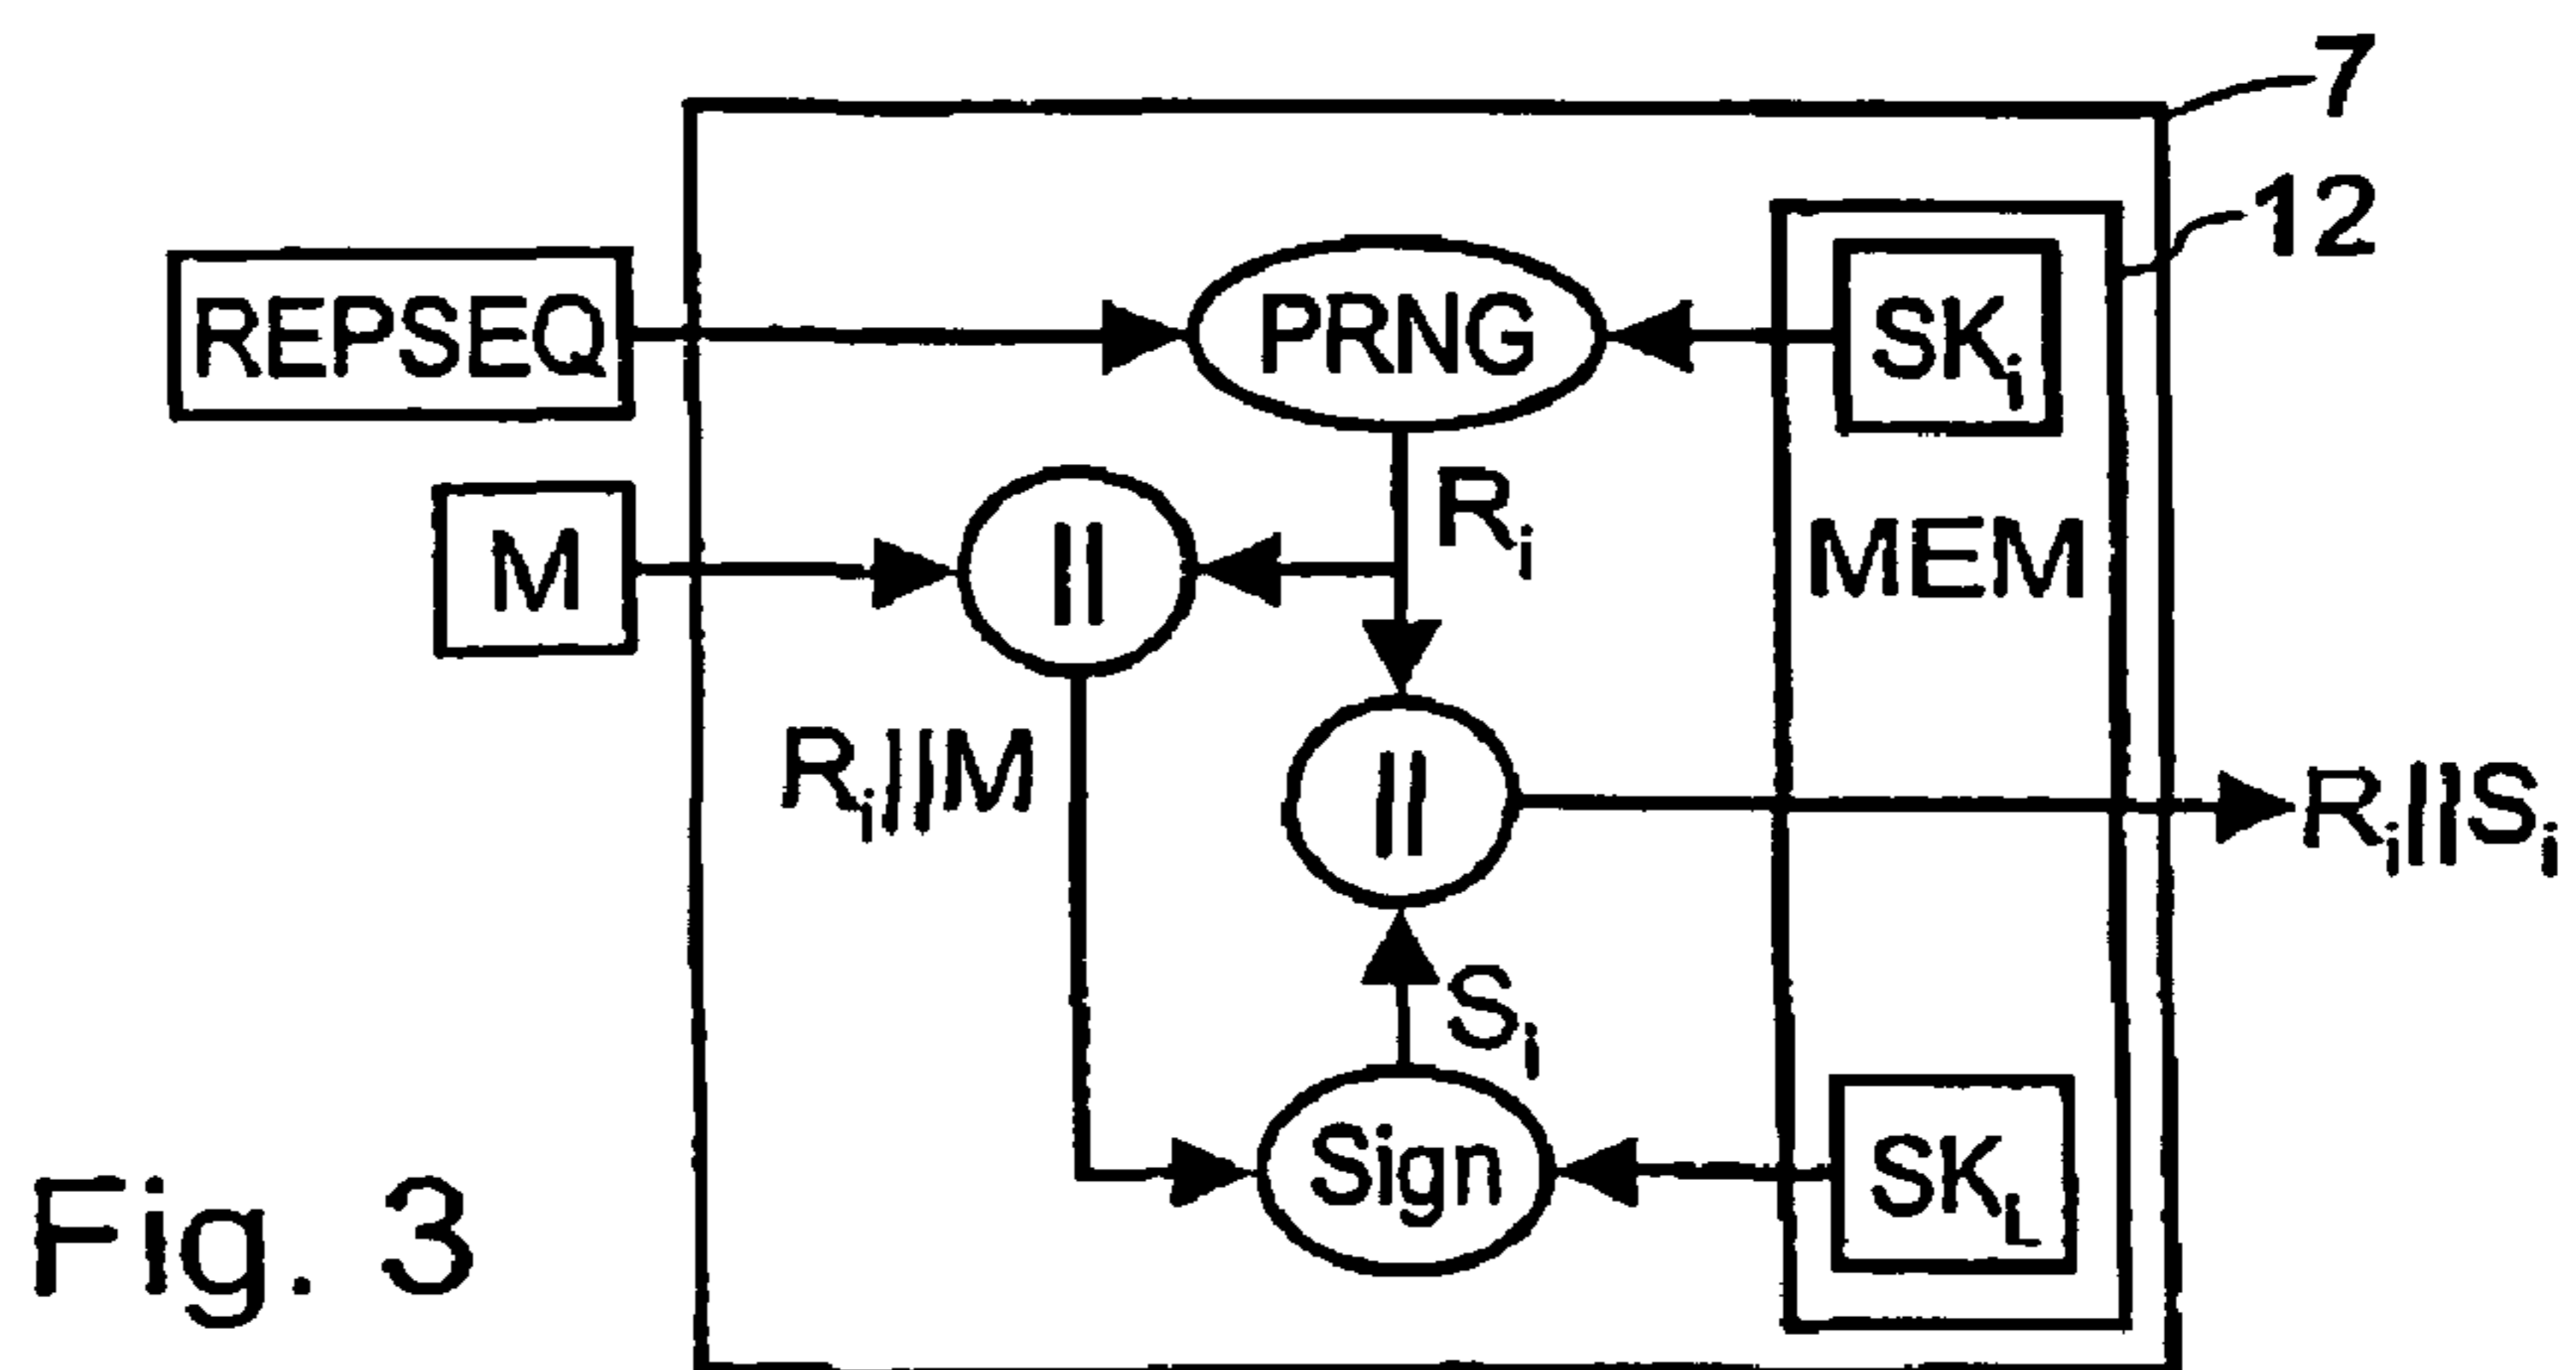 7
12
REPSEQ
PRNG
SKi
Ri
M
||
MEM
Ri||M
||
Ri||Si
Si
Sign
SKL
Fig. 3